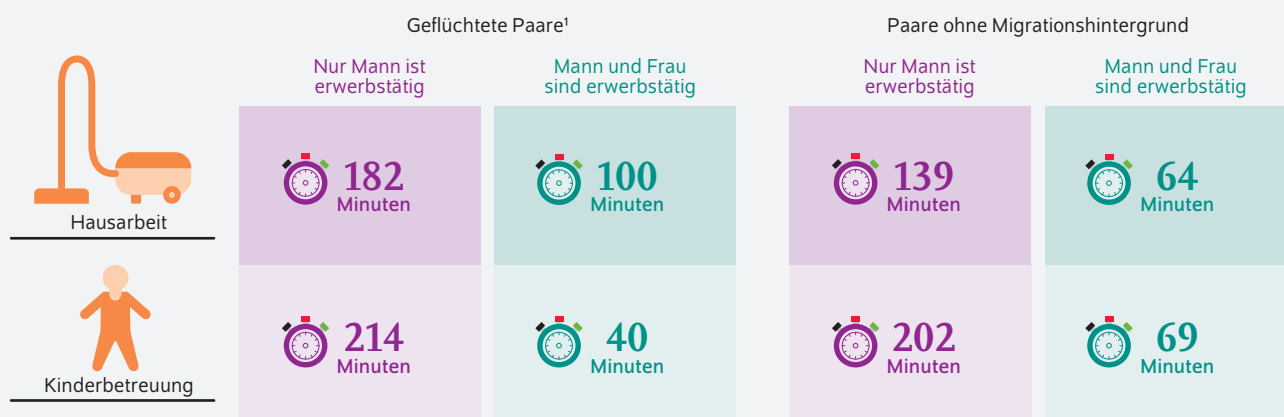 Geflüchtete Paare¹
Paare ohne Migrationshintergrund
Nur Mann ist
erwerbstätig
Mann und Frau
sind erwerbstätig
Nur Mann ist
erwerbstätig
Mann und Frau
sind erwerbstätig
Hausarbeit
182
Minuten
100
Minuten
139
Minuten
64
Minuten
Kinderbetreuung
214
Minuten
40
Minuten
202
Minuten
69
Minuten